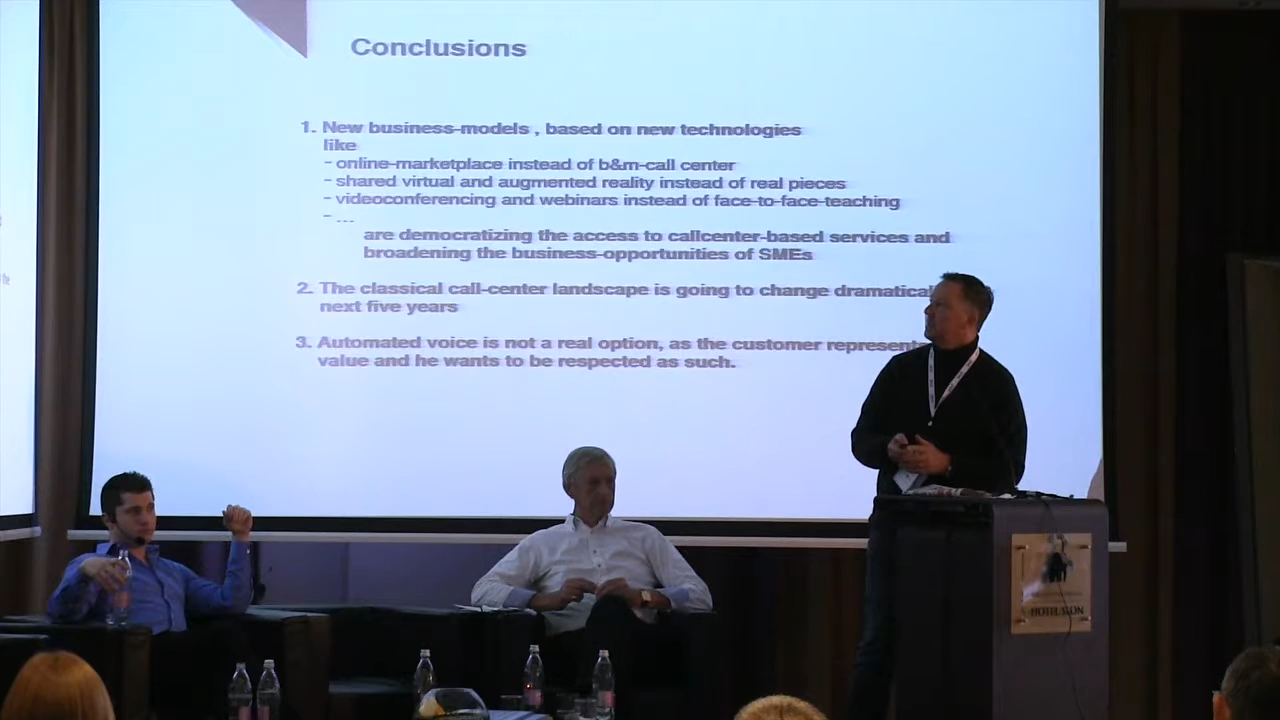 Conclusions
1. New business-models , based on new technologies
like
- online-marketplace instead of b&m-call center
- shared virtual and augmented reality instead of real pieces
- videoconferencing and webinars instead of face-to-face-teaching
- ...
are democratizing the access to callcenter-based services and
broadening the business-opportunities of SMEs
2. The classical call-center landscape is going to change
next five years
3. Automated voice is not a real option, as the customer
value and he wants to be respected as such.
HOTEL SLON